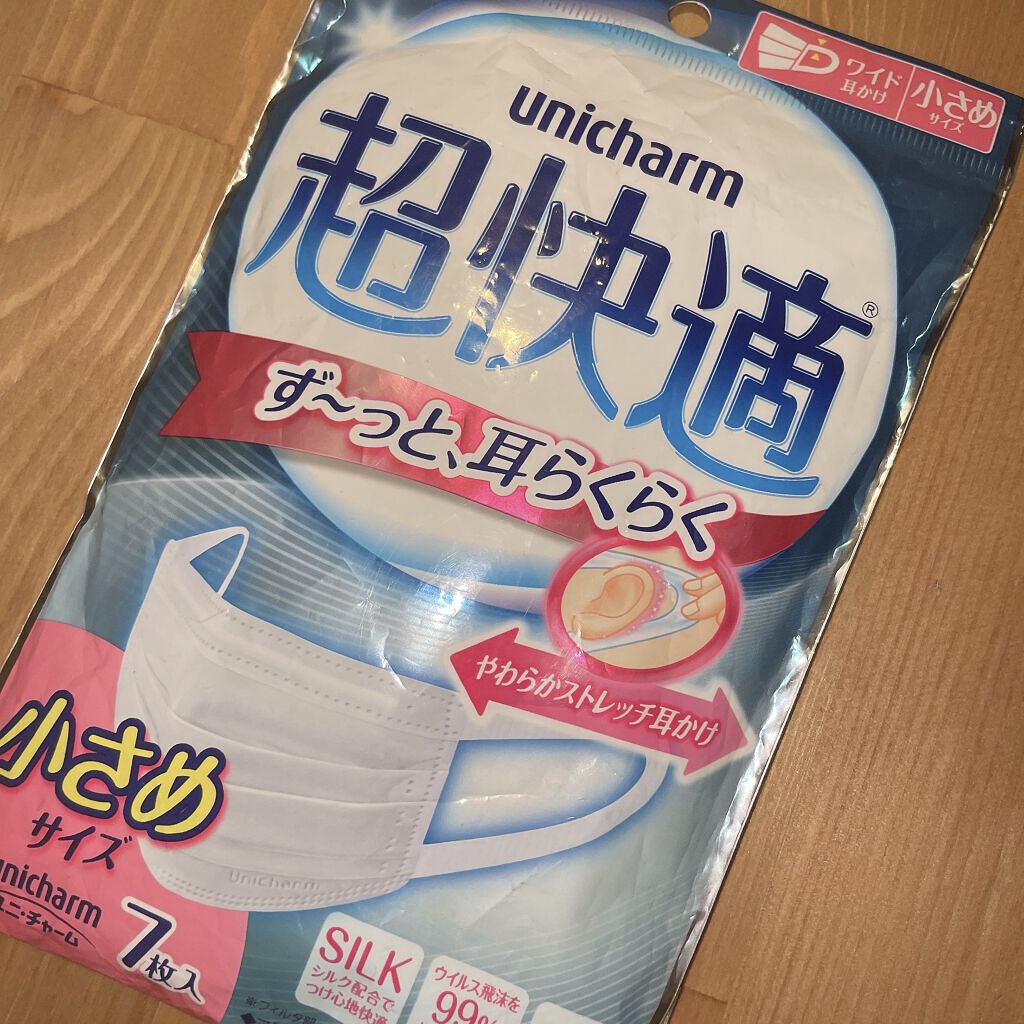 ワイド
耳かけ
小さめ
サイズ
unicharm
超快適®
ず〜っと、耳らくらく
やわらかストレッチ耳かけ
小さめ
サイズ
unicharm
ユニ・チャーム
7枚入
unicharm
SILK
シルク配合で
つけ心地快適
ウイルス飛沫を
99%